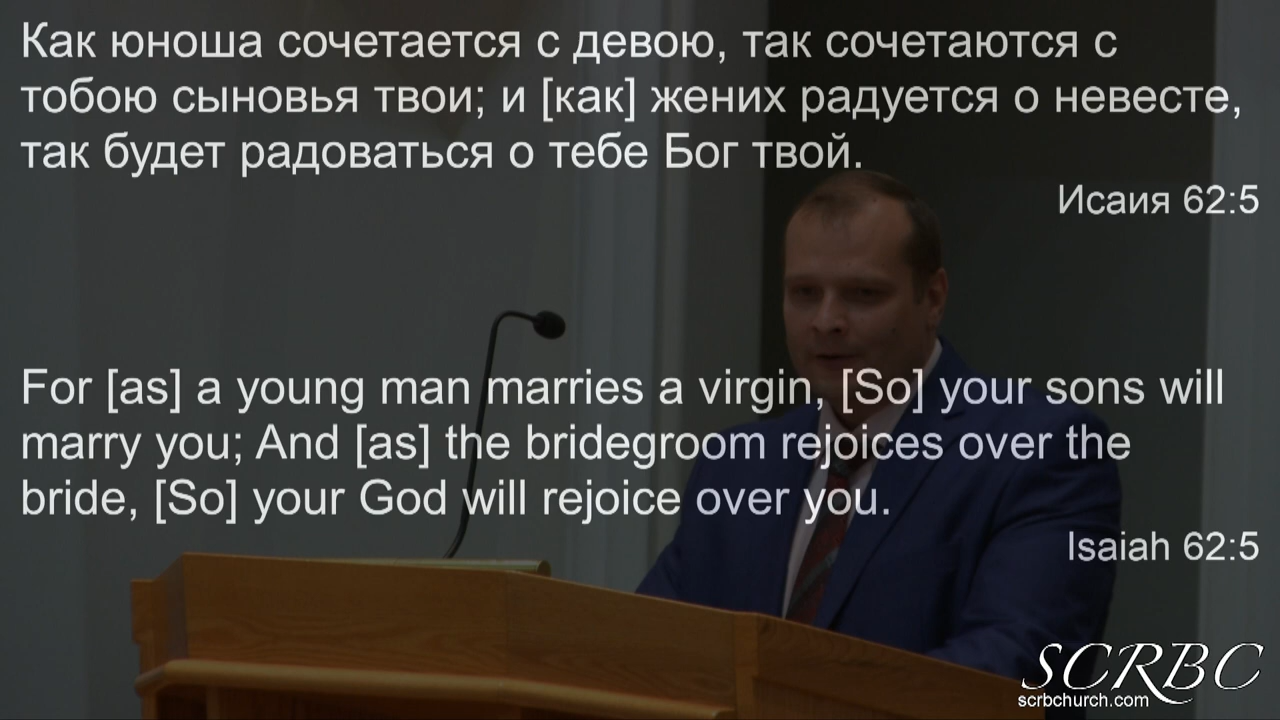 Как юноша сочетается с девою, так сочетаются с
тобою сыновья твои; и [как] жених радуется о невесте,
так будет радоваться о тебе Бог твой.
Исаия 62:5
For [as] a young man marries a virgin, [So] your sons will
marry you; And [as] the bridegroom rejoices over the
bride, [So] your God will rejoice over you.
Isaiah 62:5
SCRBC
scrbchurch.com